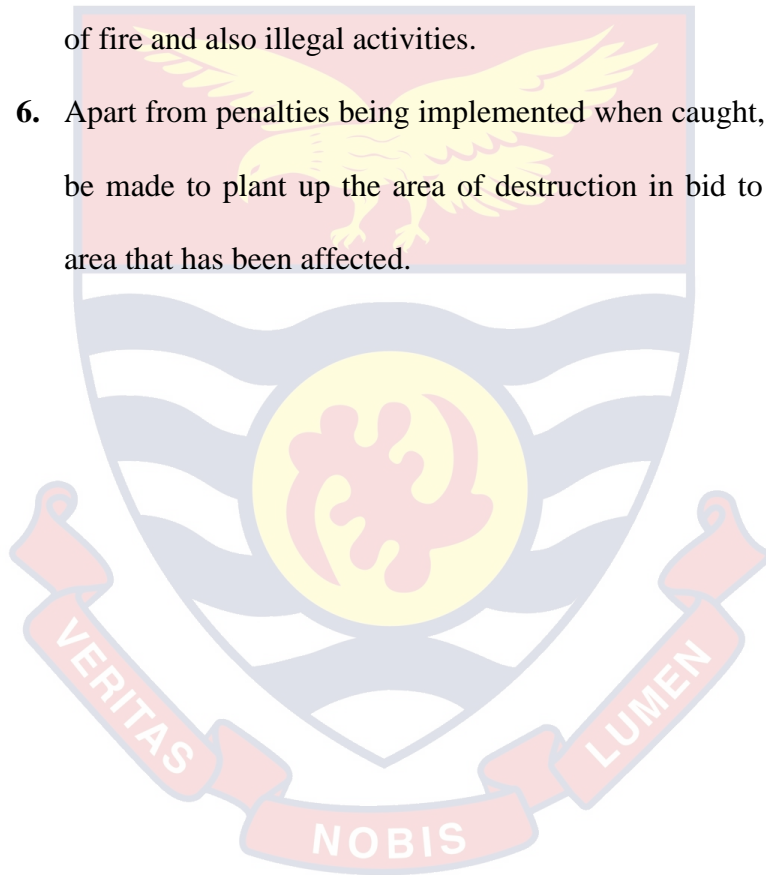 of fire and also illegal activities.
6. Apart from penalties being implemented when caught,
be made to plant up the area of destruction in bid to
area that has been affected.
VERITAS
NOBIS
LUMEN